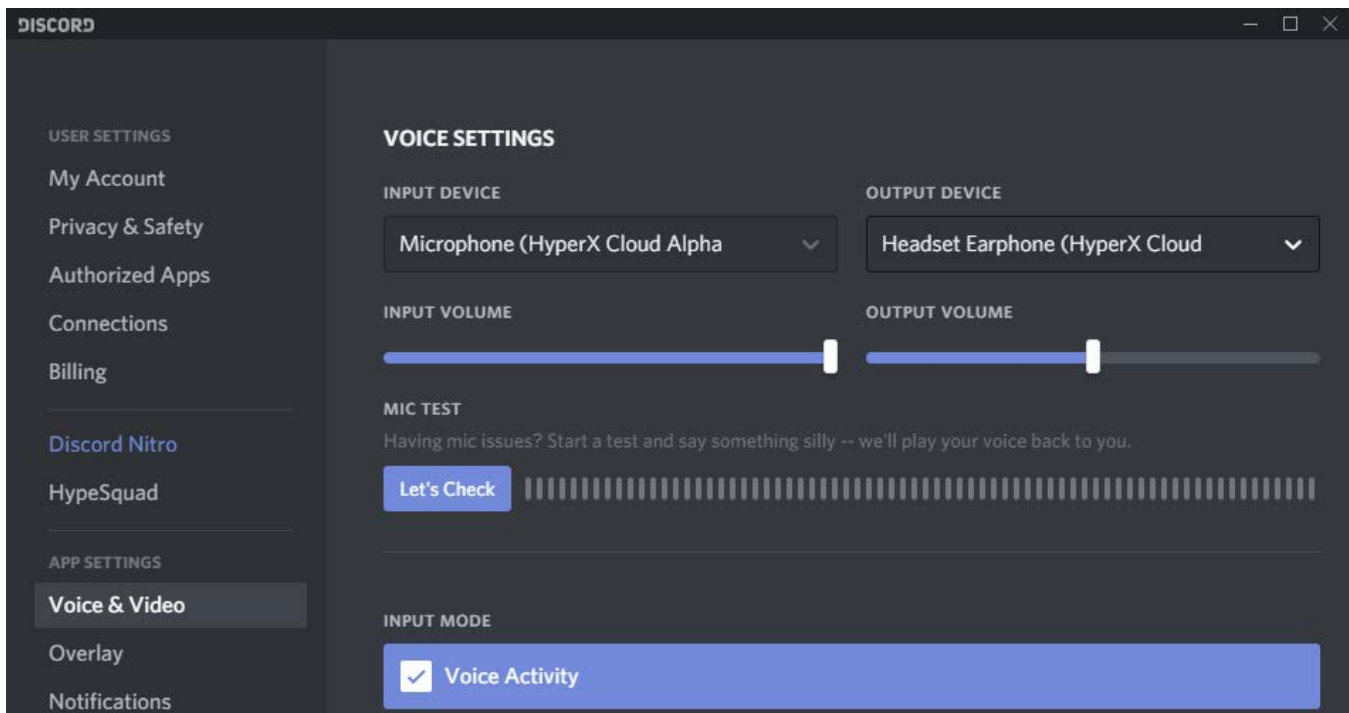 DISCORD
USER SETTINGS
My Account
Privacy & Safety
Authorized Apps
Connections
Billing
Discord Nitro
HypeSquad
APP SETTINGS
Voice & Video
Overlay
Notifications
VOICE SETTINGS
INPUT DEVICE
Microphone (HyperX Cloud Alpha
OUTPUT DEVICE
Headset Earphone (HyperX Cloud
INPUT VOLUME
OUTPUT VOLUME
MIC TEST
Having mic issues? Start a test and say something silly -- we'll play your voice back to you.
Let's Check
INPUT MODE
Voice Activity